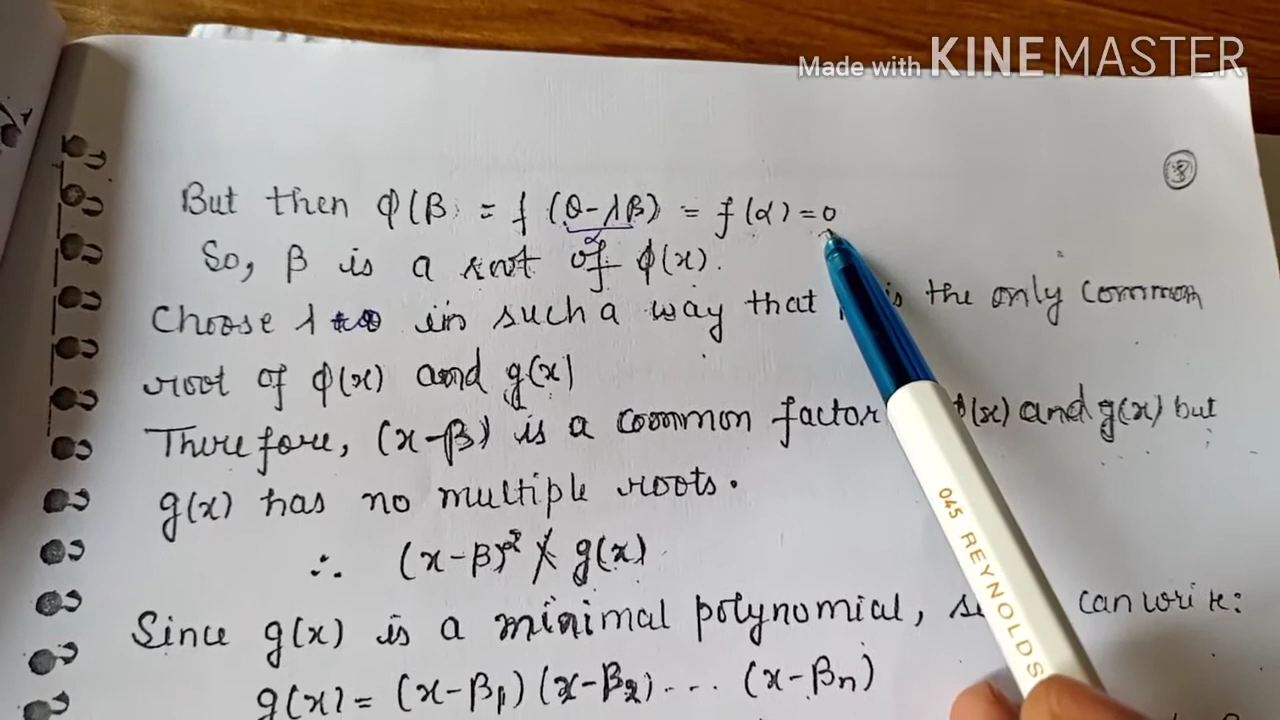 Made with KINEMASTER
8
But then φ(β = f (θ-λβ) = f(α) = 0
α
So, β is a root of φ(x).
Choose λ in such a way that is the only common
root of φ(x) and g(x)
Therefore, (x-β) is a common factor (x) and g(x) but
g(x) has no multiple roots.
∴ (x-β)² ∤ g(x)
Since g(x) is a minimal polynomial, can write:
g(x) = (x-β₁) (x-β₂) ... (x-βn)
045 REYNOLDS